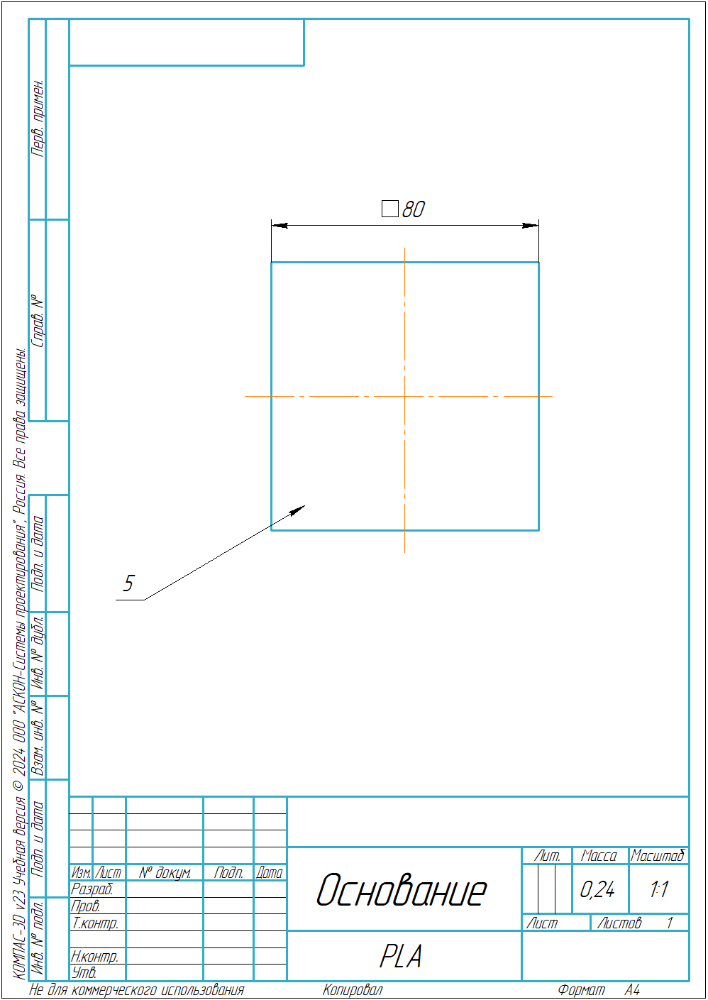 □80
5
Перв. примен.
Справ. №
Подп. и дата
Инв. № дубл.
Взам. инв. №
Подп. и дата
Инв. № подл.
КОМПАС-3D v23 Учебная версия © 2024 ООО "АСКОН-Системы проектирования", Россия. Все права защищены.
Изм. Лист № докум. Подп. Дата
Разраб.
Пров.
Т.контр.
Н.контр.
Утв.
Основание
PLA
Лит. Масса Масштаб
0,24 1:1
Лист Листов 1
Не для коммерческого использования Копировал Формат А4